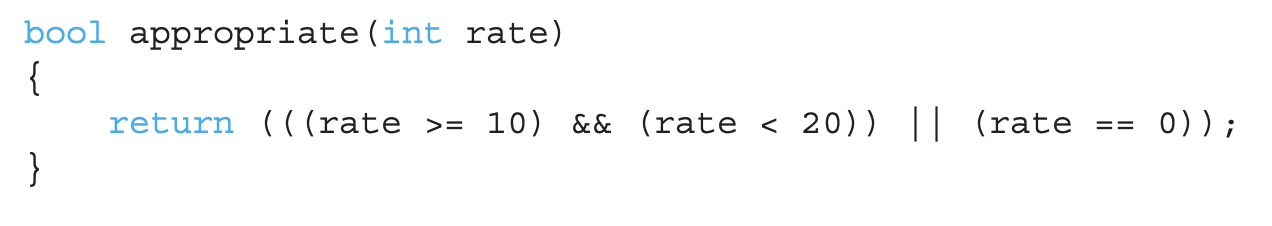 bool appropriate(int rate)
{
    return (((rate >= 10) && (rate < 20)) || (rate == 0));
}